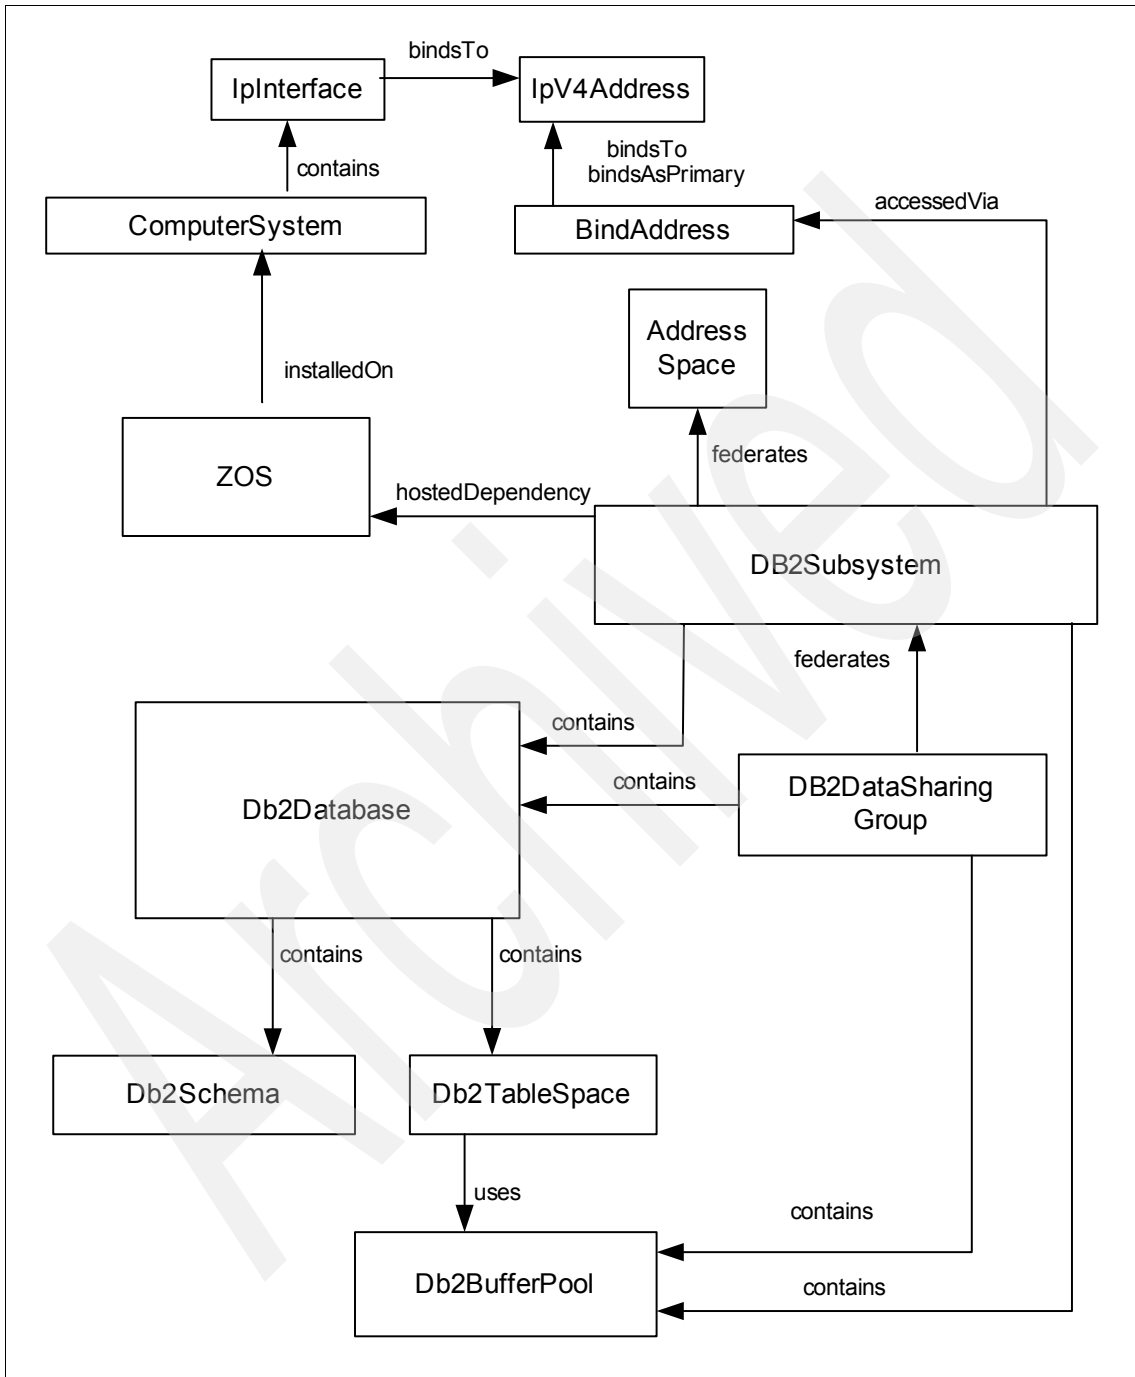 bindsTo
IpInterface
IpV4Address
contains
bindsTo
bindsAsPrimary
ComputerSystem
BindAddress
accessedVia
Address
Space
installedOn
federates
ZOS
hostedDependency
DB2Subsystem
federates
contains
contains
Db2Database
DB2DataSharing
Group
contains
contains
Db2Schema
Db2TableSpace
uses
contains
Db2BufferPool
contains
Archived